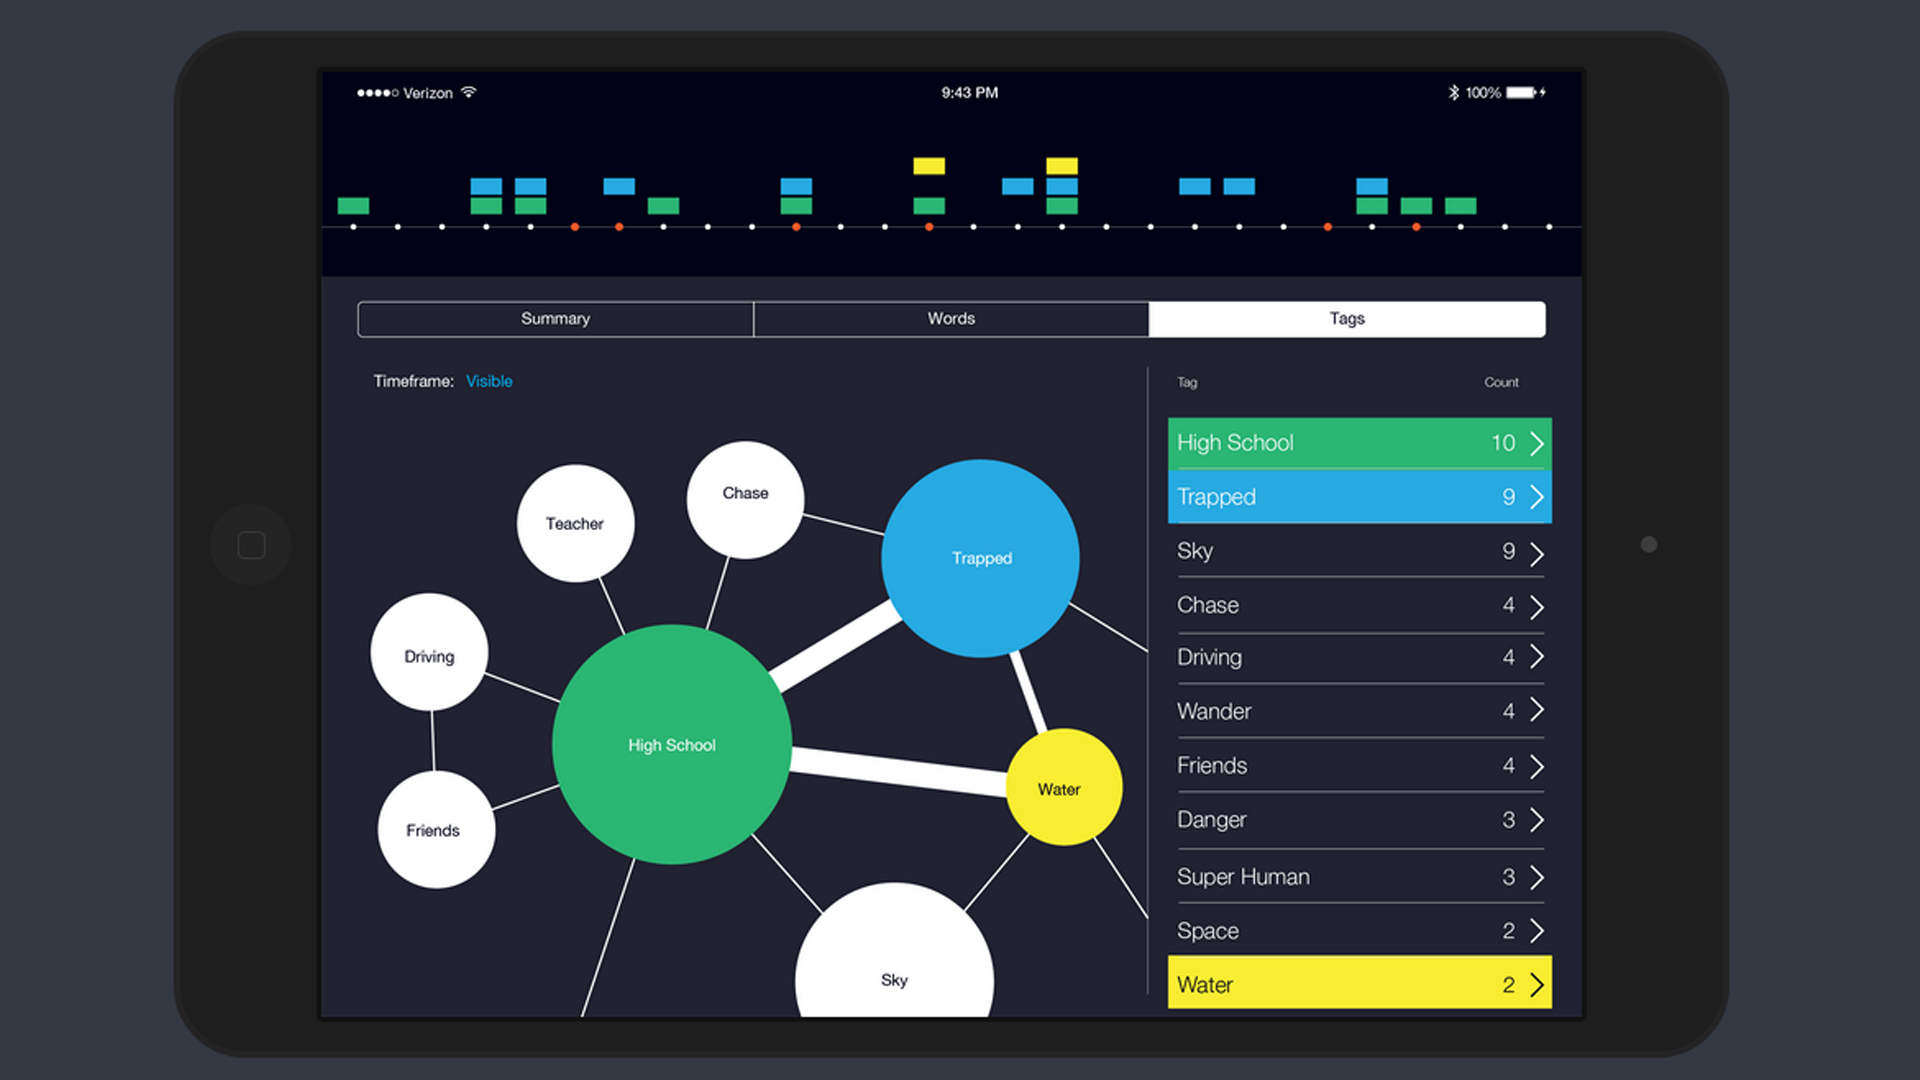 Verizon 9:43 PM 100%
Summary Words Tags
Timeframe: Visible
Tag Count
High School 10
Trapped 9
Sky 9
Chase 4
Driving 4
Wander 4
Friends 4
Danger 3
Super Human 3
Space 2
Water 2
Chase
Teacher
Trapped
Driving
High School
Water
Friends
Sky